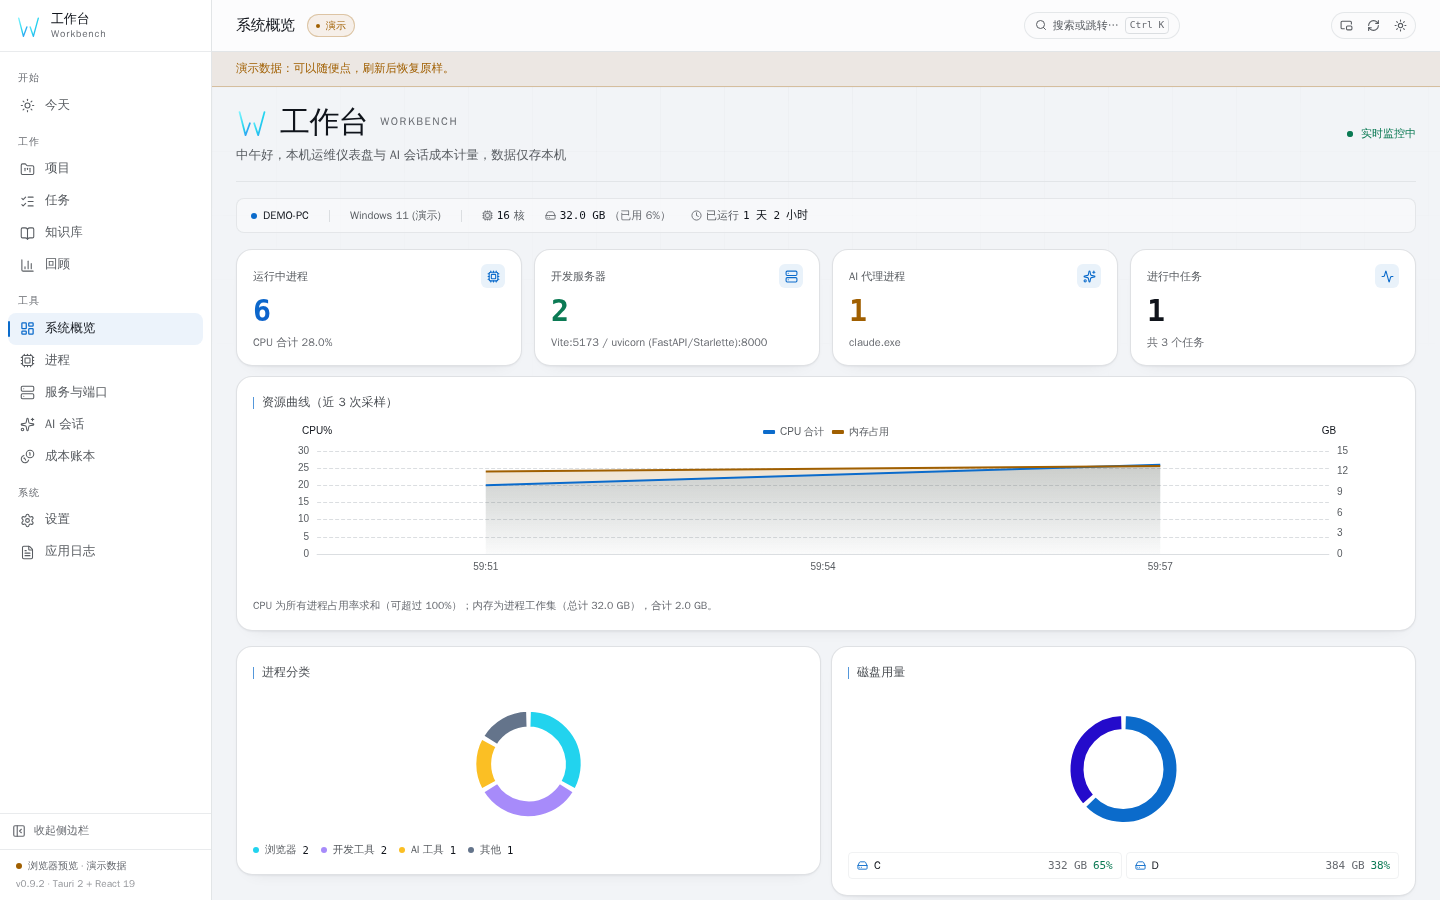 工作台
Workbench
开始
今天
工作
项目
任务
知识库
回顾
工具
系统概览
进程
服务与端口
AI 会话
成本账本
系统
设置
应用日志
收起侧边栏
浏览器预览 · 演示数据
v0.9.2 · Tauri 2 + React 19
系统概览 演示 搜索或跳转… Ctrl K
演示数据：可以随便点，刷新后恢复原样。
工作台 WORKBENCH
中午好，本机运维仪表盘与 AI 会话成本计量，数据仅存本机
实时监控中
DEMO-PC Windows 11 (演示) 16 核 32.0 GB （已用 6%） 已运行 1 天 2 小时
运行中进程
6
CPU 合计 28.0%
开发服务器
2
Vite:5173 / uvicorn (FastAPI/Starlette):8000
AI 代理进程
1
claude.exe
进行中任务
1
共 3 个任务
资源曲线（近 3 次采样）
CPU% CPU 合计 内存占用 GB
30 15
25 12
20 9
15 6
10 3
5 0
0
59:51 59:54 59:57
CPU 为所有进程占用率求和（可超过 100%）；内存为进程工作集（总计 32.0 GB），合计 2.0 GB。
进程分类
浏览器 2 开发工具 2 AI 工具 1 其他 1
磁盘用量
C 332 GB 65% D 384 GB 38%